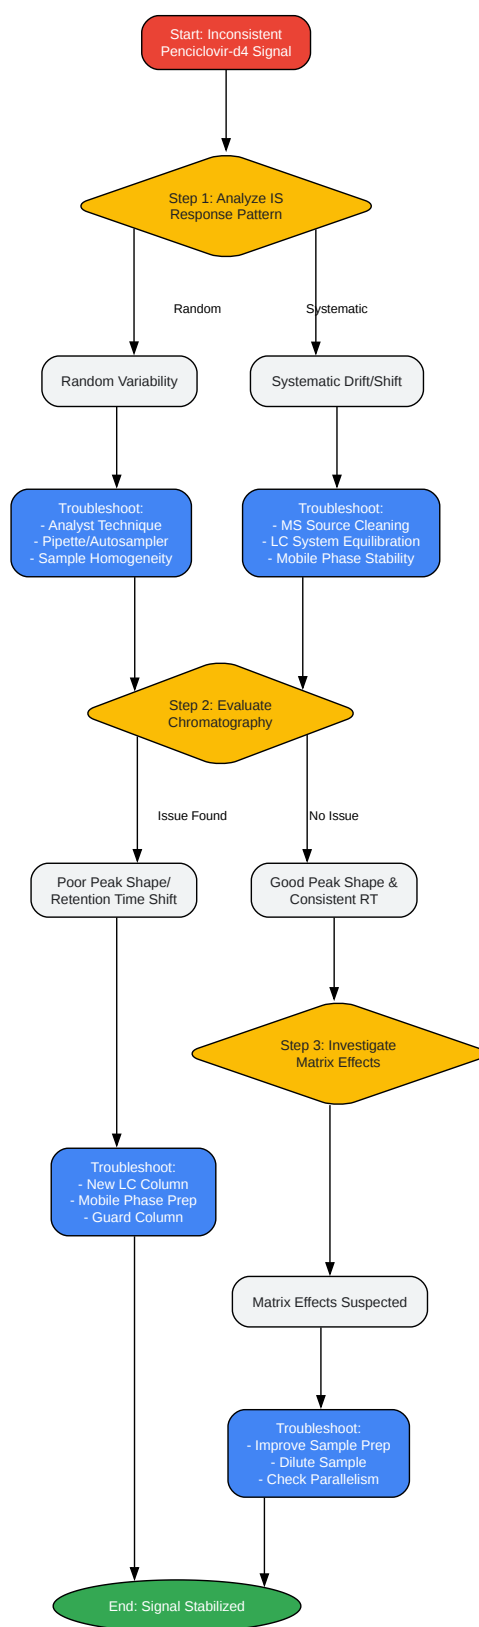 Start: Inconsistent
Penciclovir-d4 Signal
Step 1: Analyze IS
Response Pattern
Random
Systematic
Random Variability
Systematic Drift/Shift
Troubleshoot:
- Analyst Technique
- Pipette/Autosampler
- Sample Homogeneity
Troubleshoot:
- MS Source Cleaning
- LC System Equilibration
- Mobile Phase Stability
Step 2: Evaluate
Chromatography
Issue Found
No Issue
Poor Peak Shape/
Retention Time Shift
Good Peak Shape &
Consistent RT
Step 3: Investigate
Matrix Effects
Troubleshoot:
- New LC Column
- Mobile Phase Prep
- Guard Column
Matrix Effects Suspected
Troubleshoot:
- Improve Sample Prep
- Dilute Sample
- Check Parallelism
End: Signal Stabilized